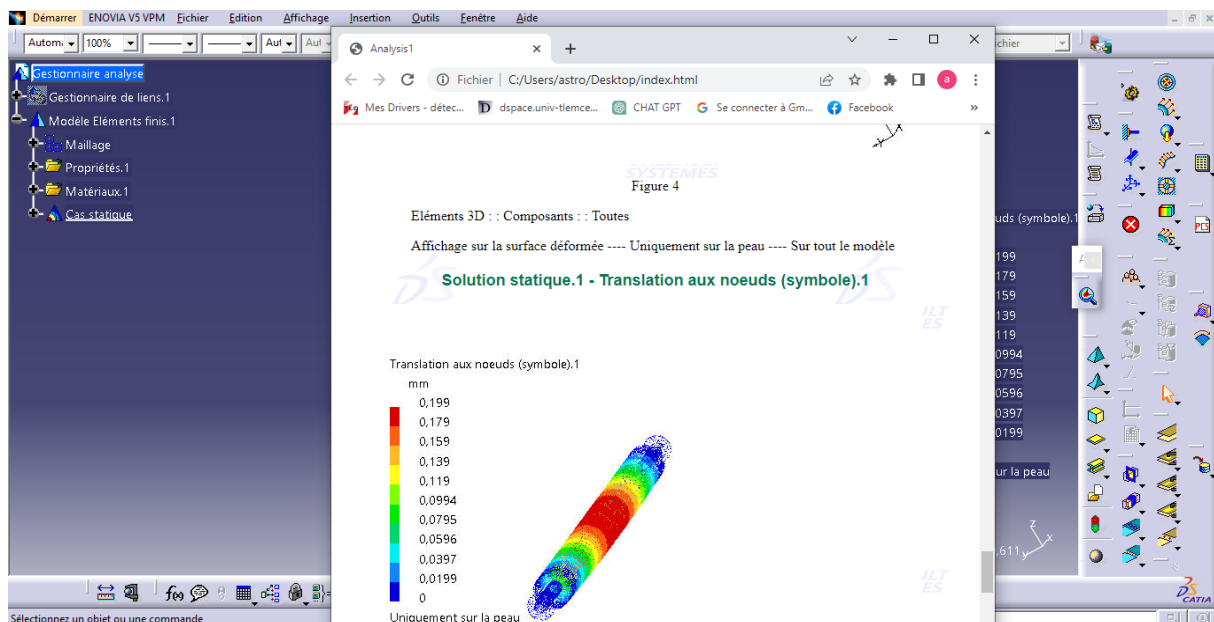 Démarrer ENOVIA V5 VPM Fichier Edition Affichage Insertion Outils Fenêtre Aide
100% Aut Aut
Gestionnaire analyse
Gestionnaire de liens.1
Modèle Eléments finis.1
Maillage
Propriétés.1
Matériaux.1
Cas statique
Analysis1
Fichier C:/Users/astro/Desktop/index.html
a
Mes Drivers - détec... dspace.univ-tlemce... CHAT GPT Se connecter à Gm... Facebook »
x
SYSTEMES
Figure 4
Eléments 3D : : Composants : : Toutes
Affichage sur la surface déformée ---- Uniquement sur la peau ---- Sur tout le modèle
Solution statique.1 - Translation aux noeuds (symbole).1
Translation aux noeuds (symbole).1
mm
0,199
0,179
0,159
0,139
0,119
0,0994
0,0795
0,0596
0,0397
0,0199
0
Uniquement sur la peau
chier
uds (symbole).1
199
179
159
139
119
0994
0795
0596
0397
0199
ur la peau
z
x
y
.611
PCS
f(x)
CATIA
Sélectionnez un objet ou une commande